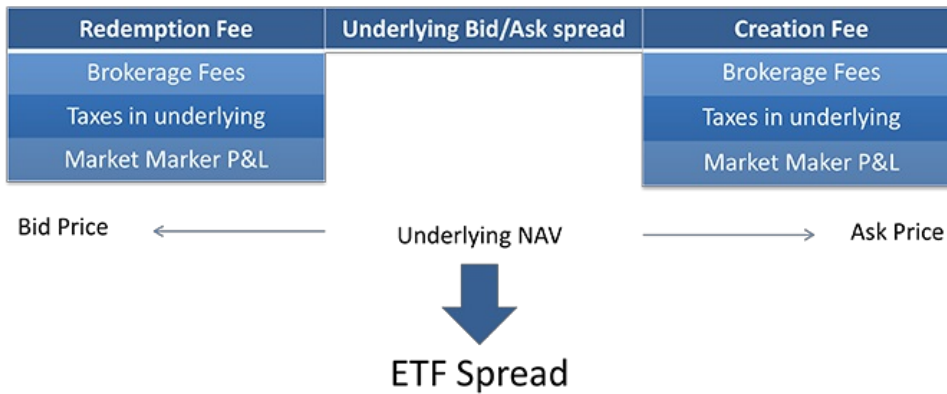 Redemption Fee Underlying Bid/Ask spread Creation Fee
Brokerage Fees Brokerage Fees
Taxes in underlying Taxes in underlying
Market Marker P&L Market Maker P&L
Bid Price Underlying NAV Ask Price
ETF Spread